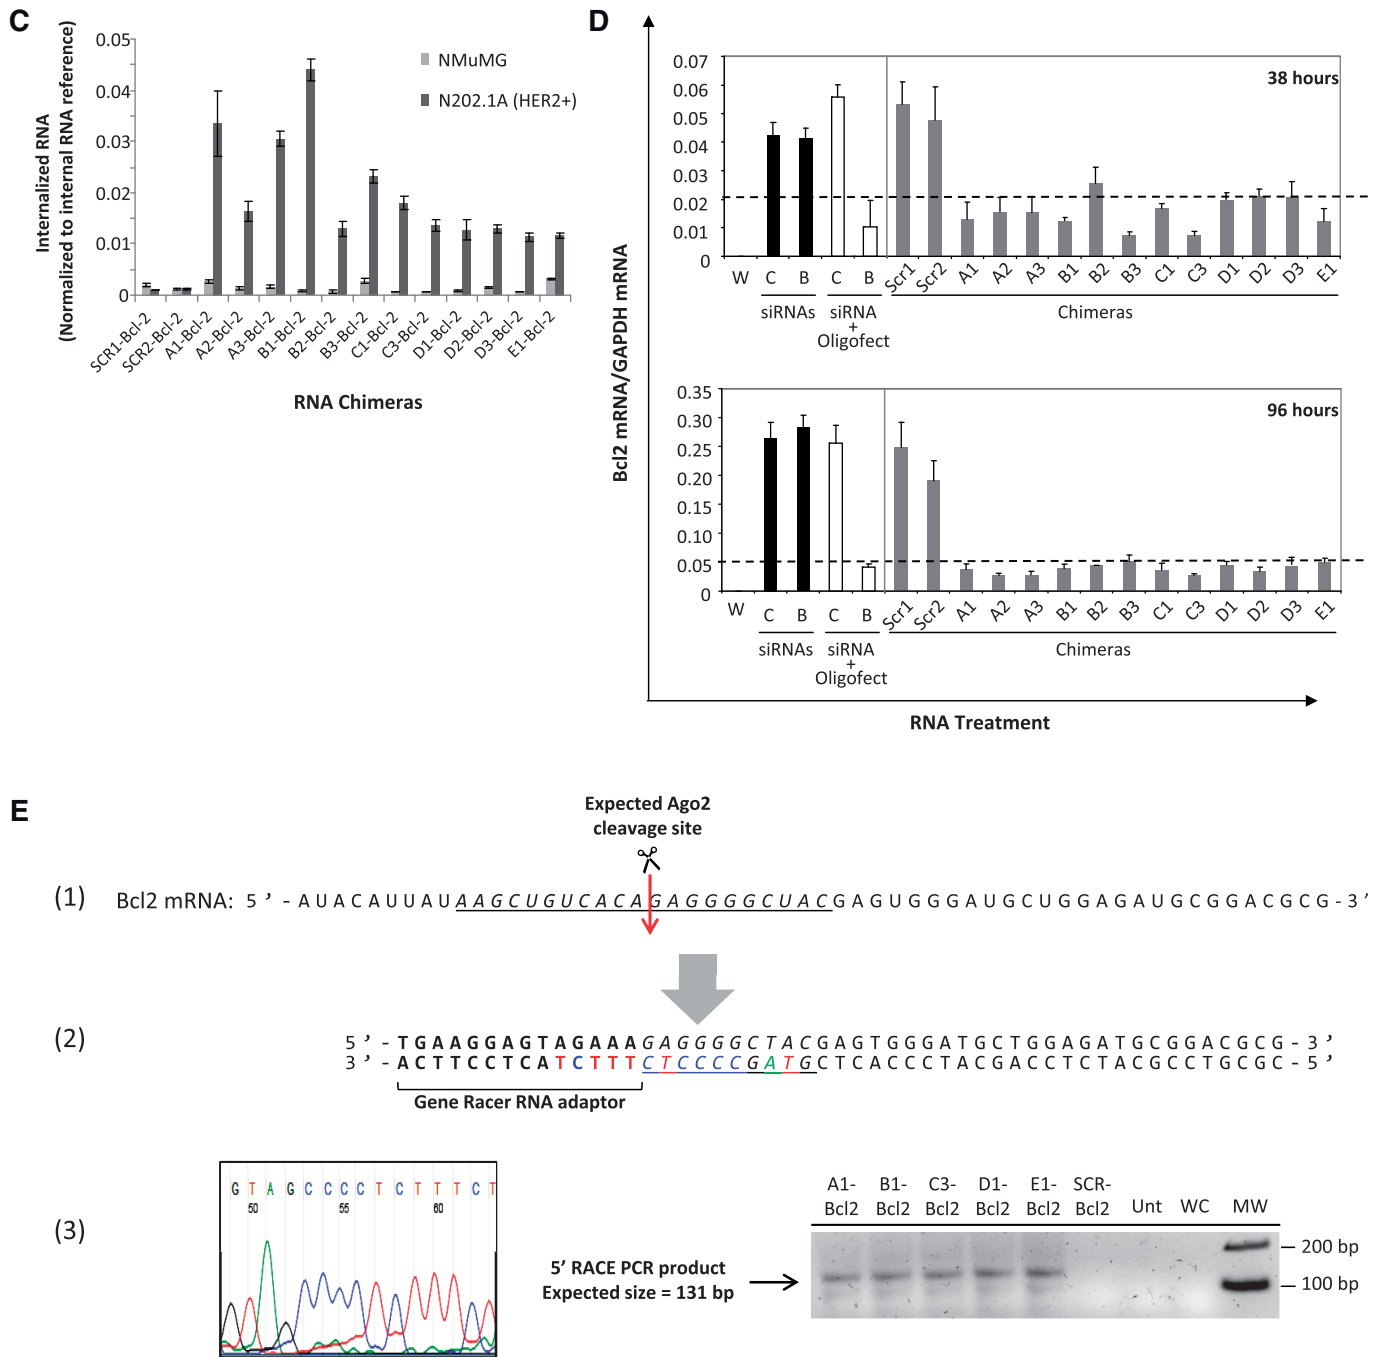 C
Internalized RNA
(Normalized to internal RNA reference)
0.05
0.04
0.03
0.02
0.01
0
NMuMG
N202.1A (HER2+)
SCR1-Bcl-2
SCR2-Bcl-2
A1-Bcl-2
A2-Bcl-2
A3-Bcl-2
B1-Bcl-2
B2-Bcl-2
B3-Bcl-2
C1-Bcl-2
C3-Bcl-2
D1-Bcl-2
D2-Bcl-2
D3-Bcl-2
E1-Bcl-2
RNA Chimeras
D
Bcl2 mRNA/GAPDH mRNA
0.07
0.06
0.05
0.04
0.03
0.02
0.01
0
38 hours
W C B C B Scr1 Scr2 A1 A2 A3 B1 B2 B3 C1 C3 D1 D2 D3 E1
siRNAs
siRNA
+
Oligofect
Chimeras
0.35
0.30
0.25
0.20
0.15
0.10
0.05
0
96 hours
W C B C B Scr1 Scr2 A1 A2 A3 B1 B2 B3 C1 C3 D1 D2 D3 E1
siRNAs
siRNA
+
Oligofect
Chimeras
RNA Treatment
E
Expected Ago2
cleavage site
(1)
Bcl2 mRNA: 5 ’ - AUACAUUAUAAGCUGUCACAGAGGGGCUACGAGUGGGAUGCUGGAGAUGCGGACGCG-3’
(2)
5 ’ - TGAAGGAGTAGAAAGAGGGGCTACGAGTGGGATGCTGGAGATGCGGACGCG-3’
3 ’ - ACTTCCTCATCTTTCTCCCCGATGCTCACCCTACGACCTCTACGCCTGCGC-5’
Gene Racer RNA adaptor
(3)
G T A G C C C C T C T T T C T
50 55 60
5’ RACE PCR product
Expected size = 131 bp
A1-
Bcl2
B1-
Bcl2
C3-
Bcl2
D1-
Bcl2
E1-
Bcl2
SCR-
Bcl2
Unt
WC
MW
200 bp
100 bp